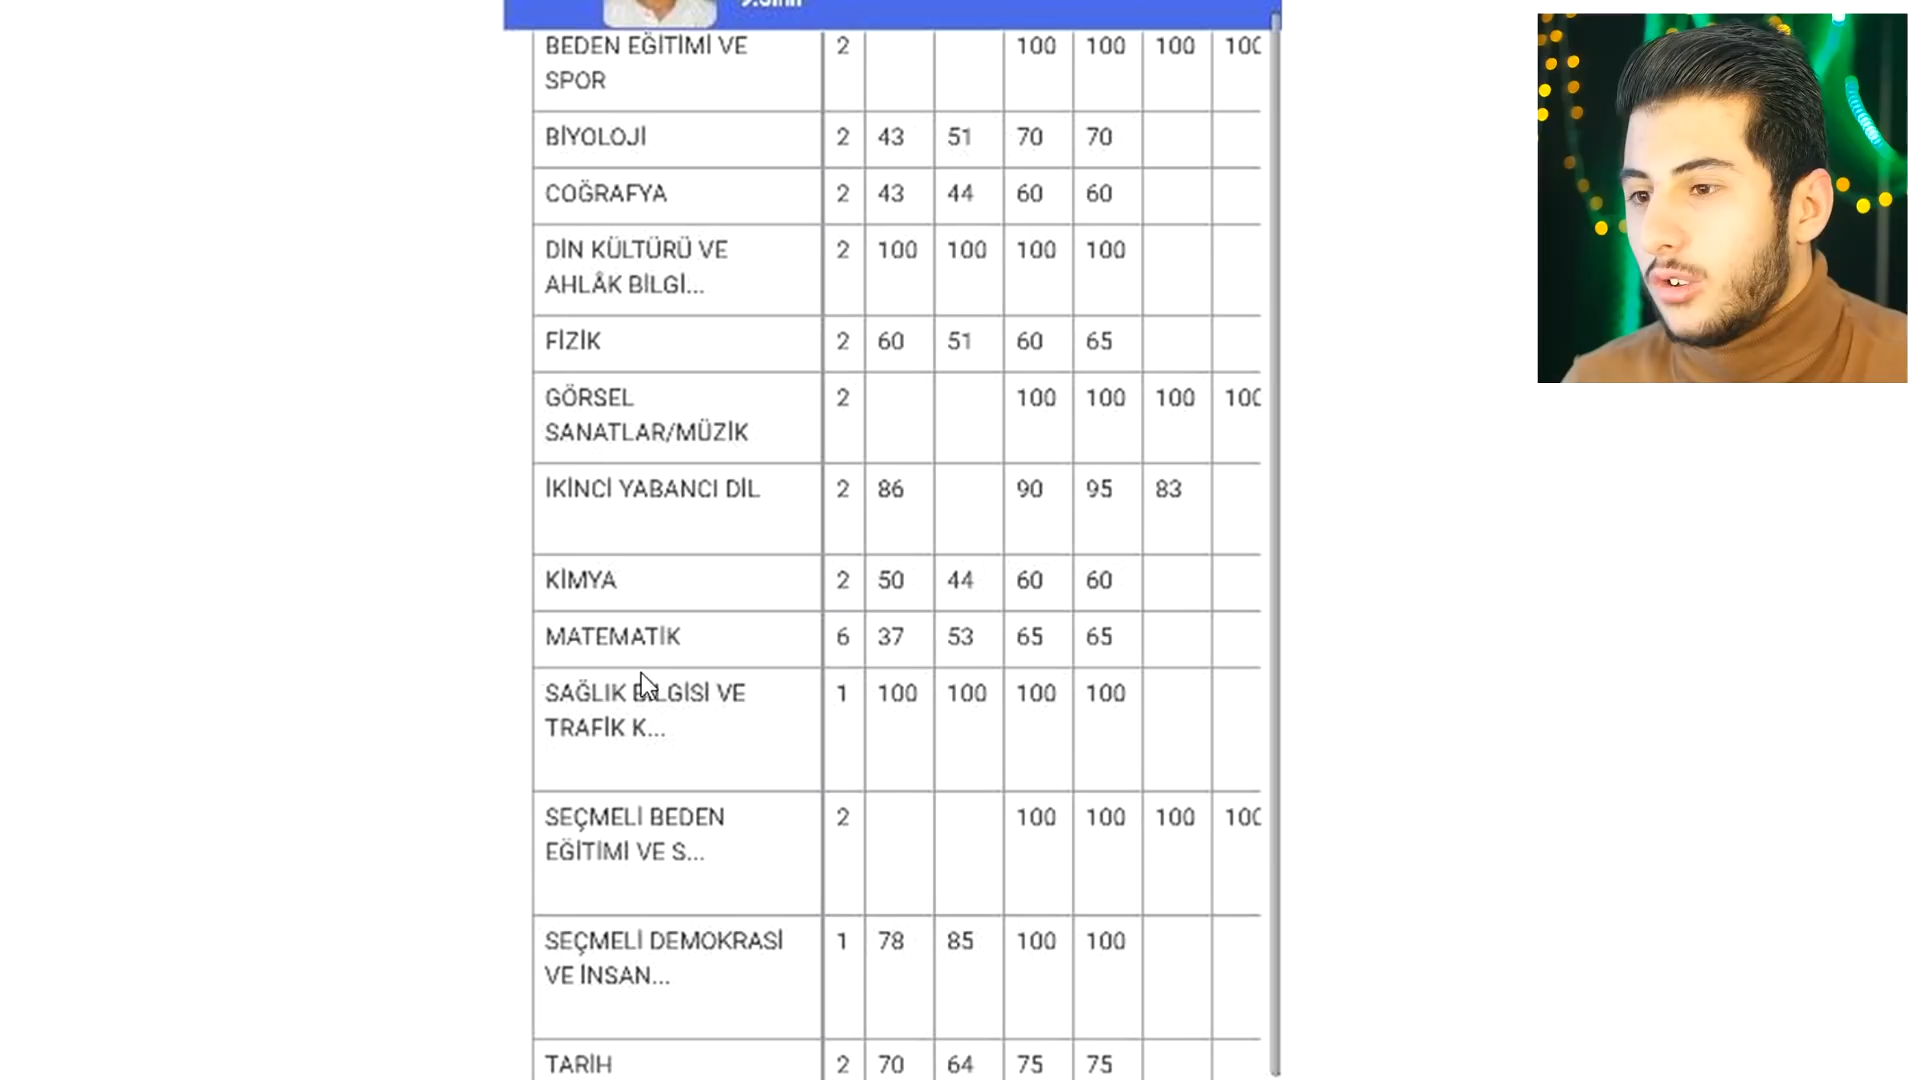 BEDEN EĞİTİMİ VE 2 100 100 100 100
SPOR
BİYOLOJİ 2 43 51 70 70
COĞRAFYA 2 43 44 60 60
DİN KÜLTÜRÜ VE 2 100 100 100 100
AHLÂK BİLGİ...
FİZİK 2 60 51 60 65
GÖRSEL 2 100 100 100 100
SANATLAR/MÜZİK
İKİNCİ YABANCI DİL 2 86 90 95 83
KİMYA 2 50 44 60 60
MATEMATİK 6 37 53 65 65
SAĞLIK BİLGİSİ VE 1 100 100 100 100
TRAFİK K...
SEÇMELİ BEDEN 2 100 100 100 100
EĞİTİMİ VE S...
SEÇMELİ DEMOKRASİ 1 78 85 100 100
VE İNSAN...
TARİH 2 70 64 75 75